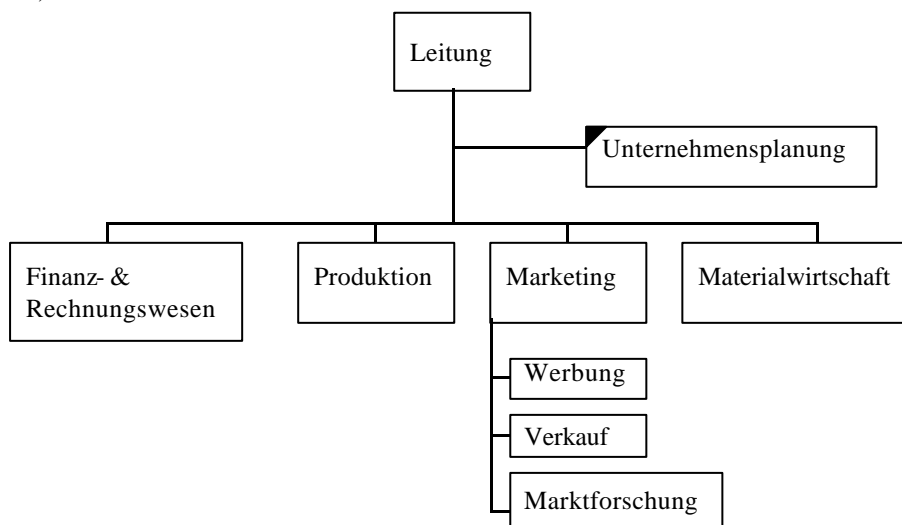 Leitung
Unternehmensplanung
Finanz- &
Rechnungswesen
Produktion
Marketing
Materialwirtschaft
Werbung
Verkauf
Marktforschung